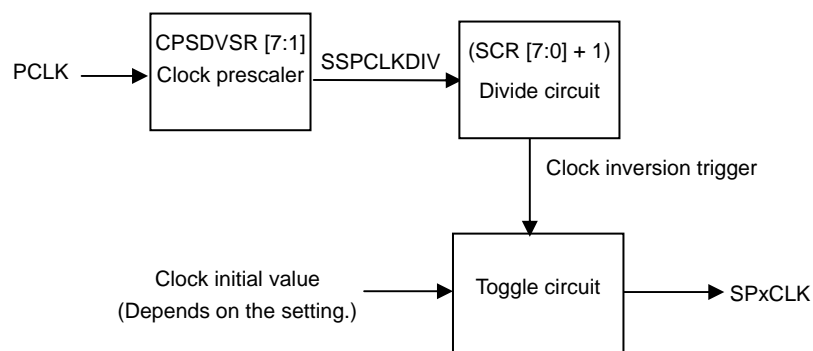 PCLK
CPSDVSR [7:1]
Clock prescaler
SSPCLKDIV
(SCR [7:0] + 1)
Divide circuit
Clock inversion trigger
Clock initial value
(Depends on the setting.)
Toggle circuit
SPxCLK